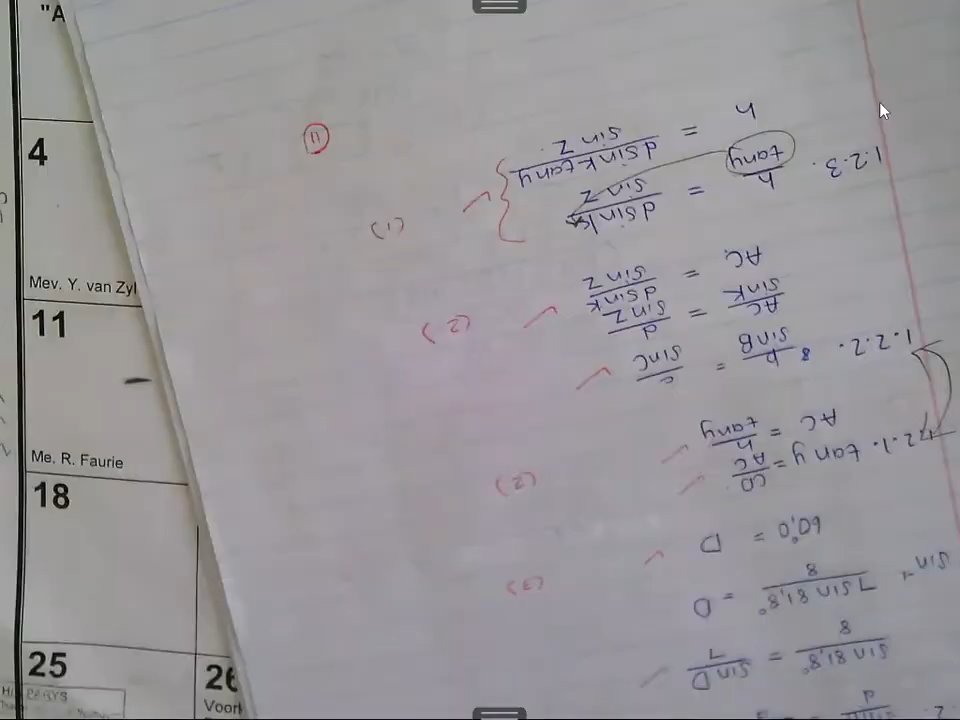 "A
4
Mev. Y. van Zyl
11
Me. R. Faurie
18
25
26
sin 81,8° / 8 = sin D / 7
sin⁻¹ 7 sin 81,8° / 8 = D
60,0° = D
(3)
1.2.1. tan y = CD / AC
AC = h / tan y
(2)
1.2.2. b / sin B = c / sin C
AC / sin k = d / sin z
AC = d sin k / sin z
(2)
1.2.3. h / tan y = d sin k / sin z
h = d sin k tan y / sin z
(1)
11